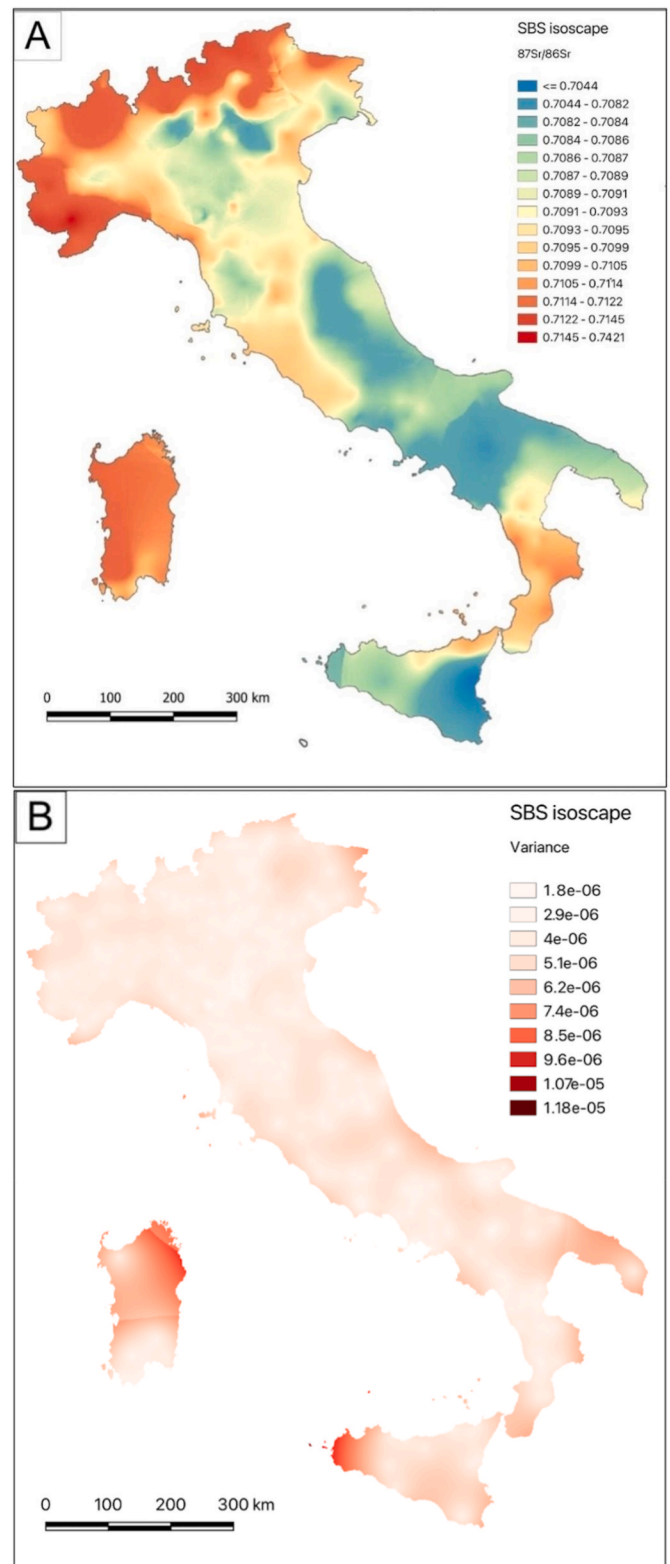 A
SBS isoscape
87Sr/86Sr
<= 0.7044
0.7044 - 0.7082
0.7082 - 0.7084
0.7084 - 0.7086
0.7086 - 0.7087
0.7087 - 0.7089
0.7089 - 0.7091
0.7091 - 0.7093
0.7093 - 0.7095
0.7095 - 0.7099
0.7099 - 0.7105
0.7105 - 0.7114
0.7114 - 0.7122
0.7122 - 0.7145
0.7145 - 0.7421
0 100 200 300 km
B
SBS isoscape
Variance
1.8e-06
2.9e-06
4e-06
5.1e-06
6.2e-06
7.4e-06
8.5e-06
9.6e-06
1.07e-05
1.18e-05
0 100 200 300 km